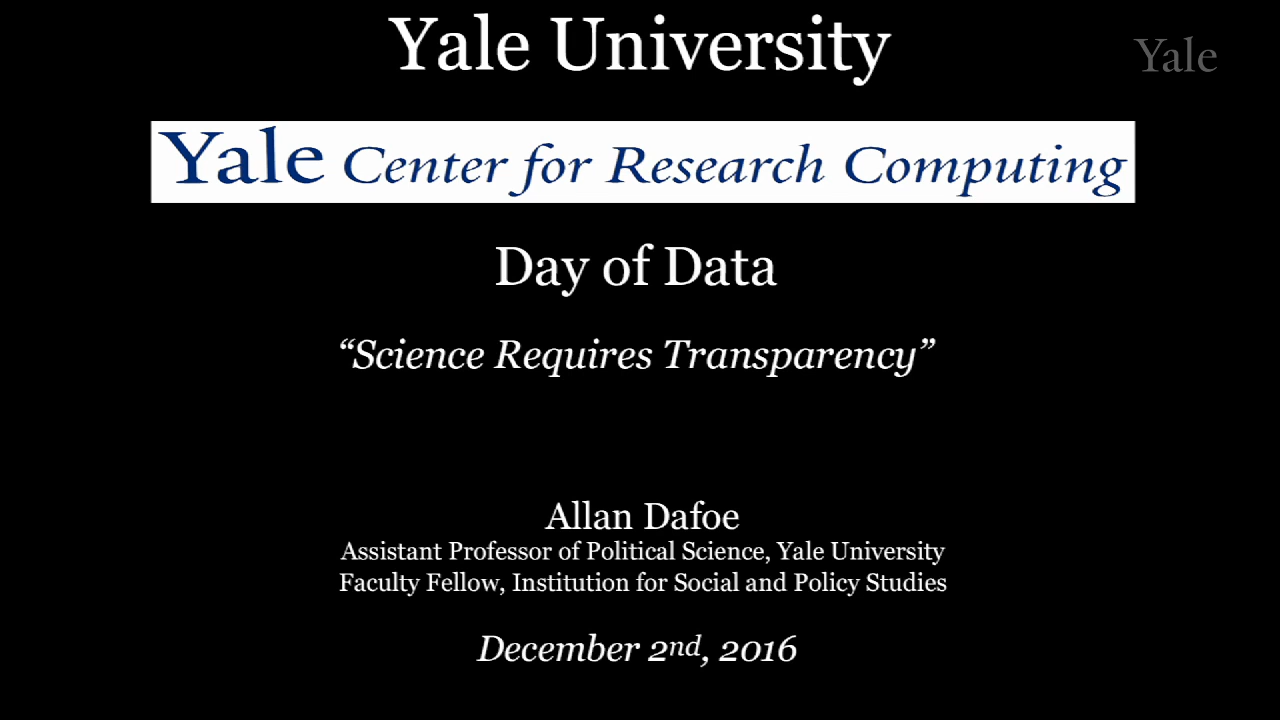 Yale University
Yale
Yale Center for Research Computing
Day of Data
“Science Requires Transparency”
Allan Dafoe
Assistant Professor of Political Science, Yale University
Faculty Fellow, Institution for Social and Policy Studies
December 2nd, 2016